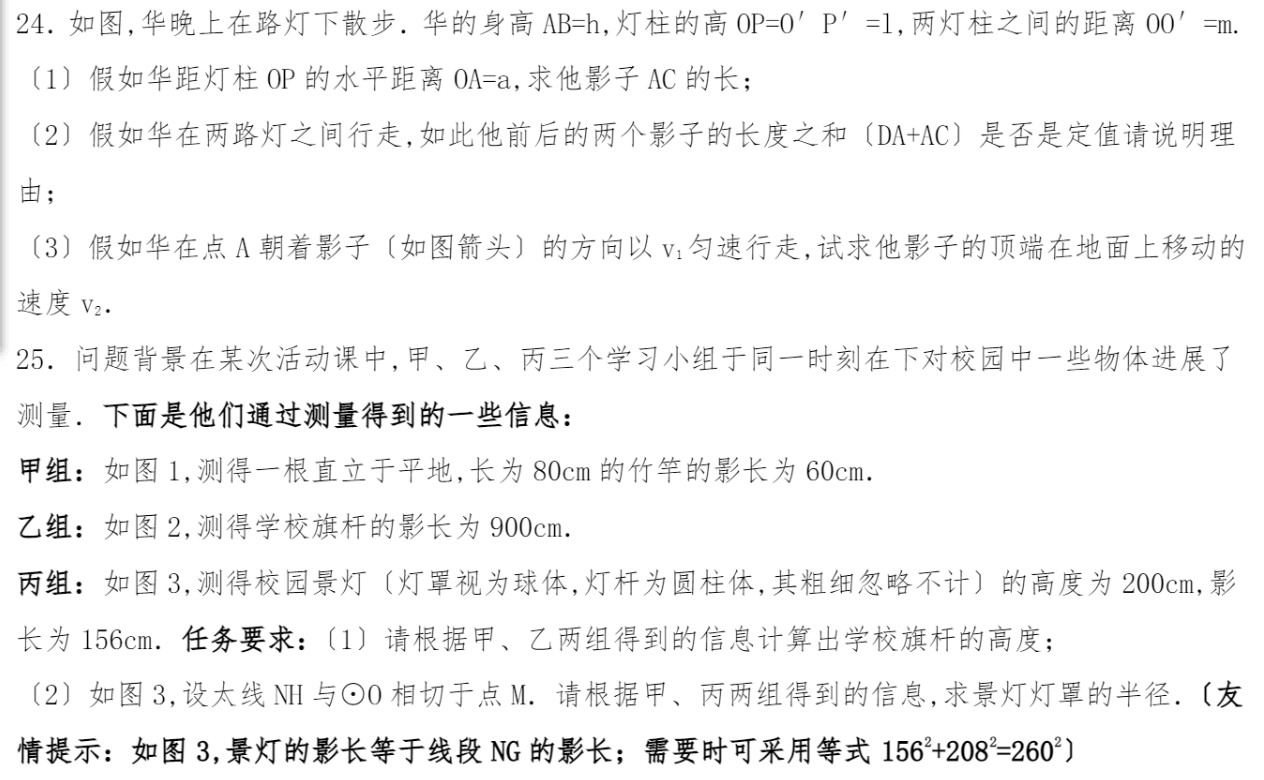 24. 如图,华晚上在路灯下散步. 华的身高 AB=h,灯柱的高 OP=O′P′=l,两灯柱之间的距离 OO′=m.
〔1〕假如华距灯柱 OP 的水平距离 OA=a,求他影子 AC 的长;
〔2〕假如华在两路灯之间行走,如此他前后的两个影子的长度之和〔DA+AC〕是否是定值请说明理
由;
〔3〕假如华在点 A 朝着影子〔如图箭头〕的方向以 v₁匀速行走,试求他影子的顶端在地面上移动的
速度 v₂.
25. 问题背景在某次活动课中,甲、乙、丙三个学习小组于同一时刻在下对校园中一些物体进展了
测量. 下面是他们通过测量得到的一些信息:
甲组: 如图 1,测得一根直立于平地,长为 80cm 的竹竿的影长为 60cm.
乙组: 如图 2,测得学校旗杆的影长为 900cm.
丙组: 如图 3,测得校园景灯〔灯罩视为球体,灯杆为圆柱体,其粗细忽略不计〕的高度为 200cm,影
长为 156cm. 任务要求:〔1〕请根据甲、乙两组得到的信息计算出学校旗杆的高度;
〔2〕如图 3,设太线 NH 与⊙O 相切于点 M. 请根据甲、丙两组得到的信息,求景灯灯罩的半径.〔友
情提示: 如图 3,景灯的影长等于线段 NG 的影长; 需要时可采用等式 156²+208²=260²〕